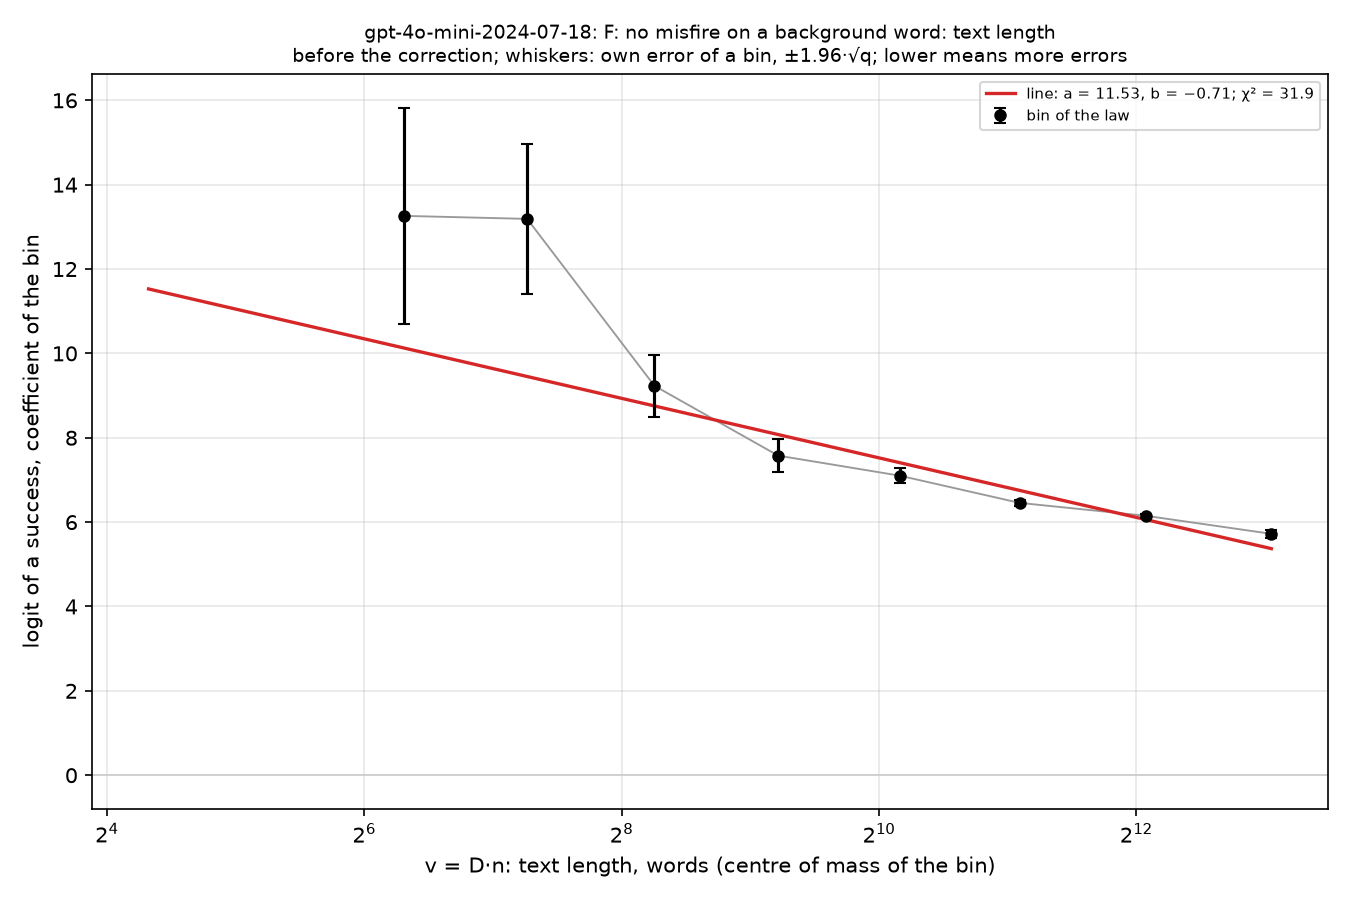 gpt-4o-mini-2024-07-18: F: no misfire on a background word: text length
before the correction; whiskers: own error of a bin, ±1.96·√q; lower means more errors
line: a = 11.53, b = −0.71; χ² = 31.9
bin of the law
logit of a success, coefficient of the bin
16
14
12
10
8
6
4
2
0
2⁴
2⁶
2⁸
2¹⁰
2¹²
v = D·n: text length, words (centre of mass of the bin)